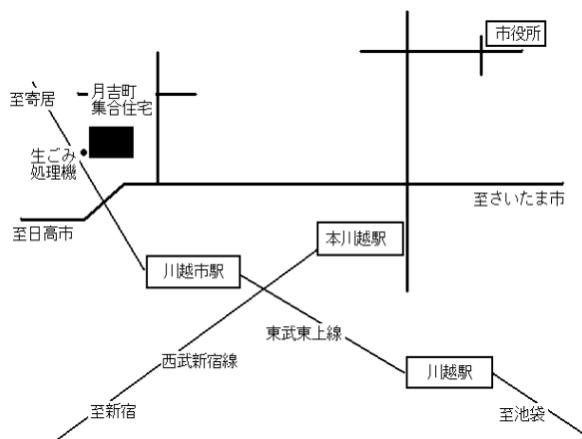 市役所
月吉町
集合住宅
至寄居
生ごみ
処理機
至さいたま市
至日高市
本川越駅
川越市駅
東武東上線
西武新宿線
川越駅
至新宿
至池袋